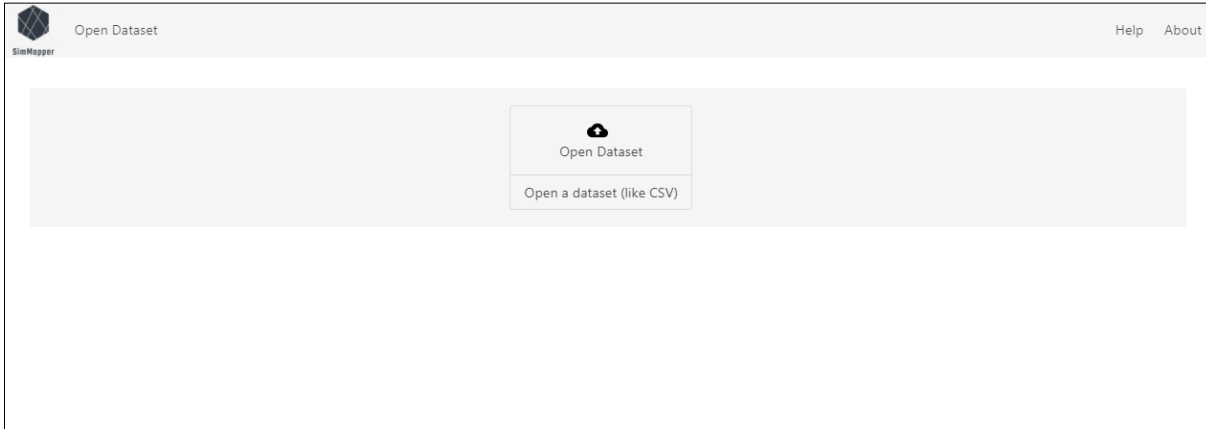 Open Dataset
Help
About
SimMapper
Open Dataset
Open a dataset (like CSV)